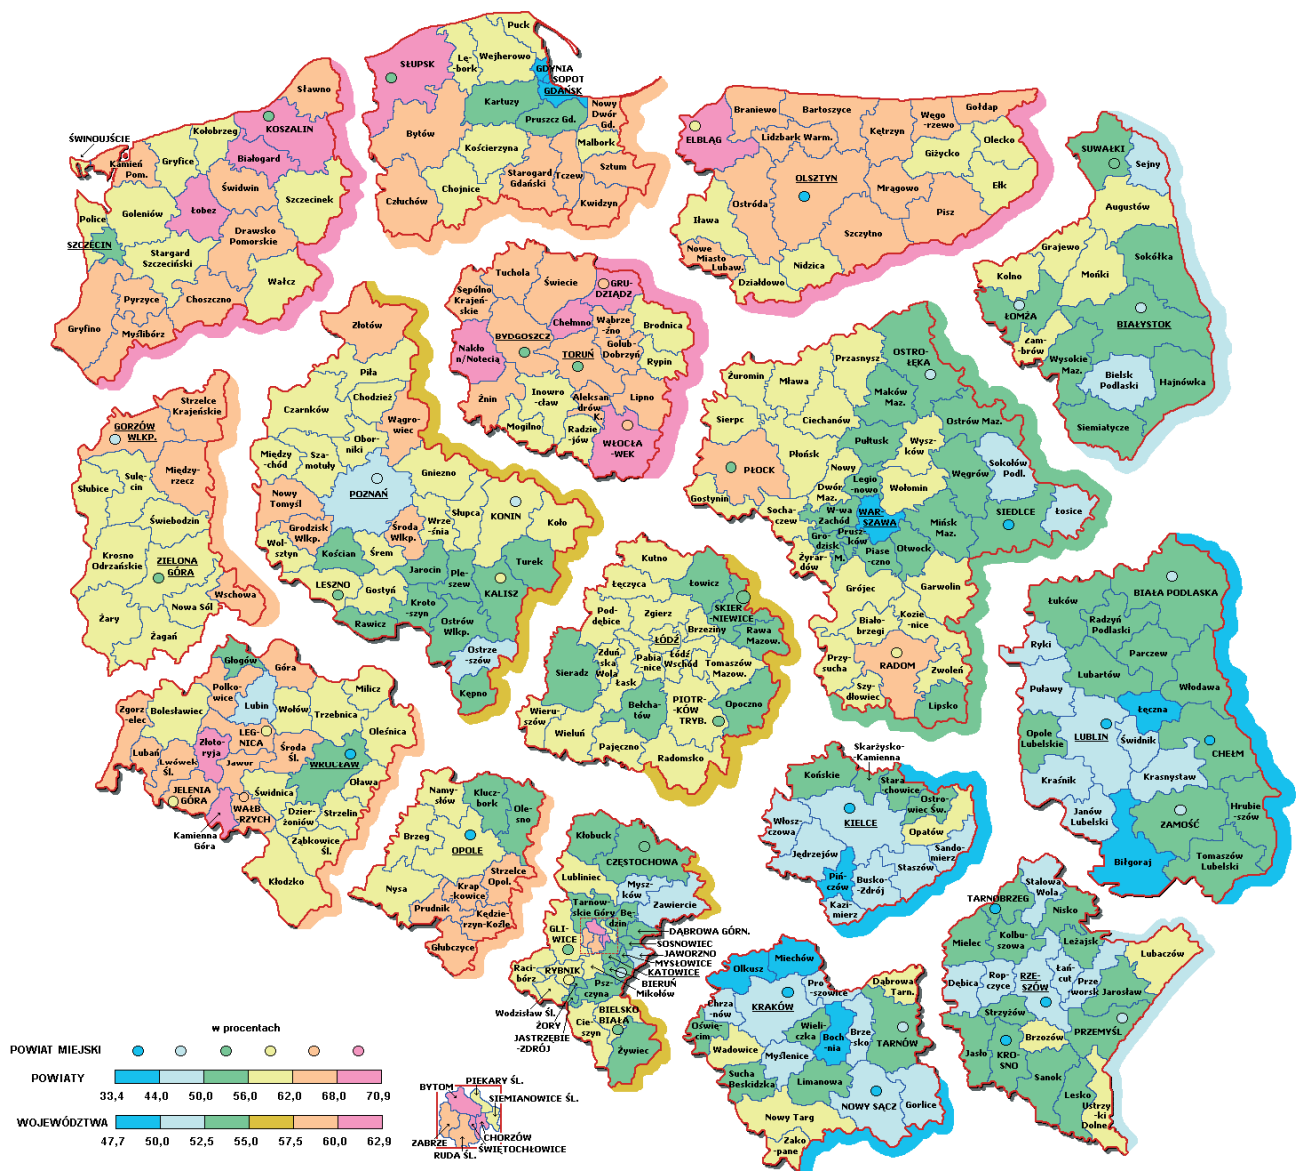 Puck
SŁUPSK
Lę-
bork
Wejherowo
GDYNIA
SOPOT
GDAŃSK
Kartuzy
Pruszcz Gd.
Nowy
Dwór
Gd.
Bytów
Kościerzyna
Malbork
Starogard
Gdański
Tczew
Sztum
Chojnice
Człuchów
Kwidzyn
Sławno
KOSZALIN
Kołobrzeg
ŚWINOUJŚCIE
Kamień
Pom.
Gryfice
Białogard
Świdwin
Szczecinek
Łobez
Goleniów
Police
SZCZECIN
Drawsko
Pomorskie
Stargard
Szczeciński
Wałcz
Choszczno
Pyrzyce
Myślibórz
Gryfino
ELBLĄG
Braniewo
Bartoszyce
Gołdap
Węgo
-rzewo
Lidzbark Warm.
Kętrzyn
Olecko
Giżycko
OLSZTYN
Mrągowo
Ełk
Ostróda
Pisz
Iława
Szczytno
Nowe
Miasto
Lubaw.
Nidzica
Działdowo
SUWAŁKI
Sejny
Augustów
Grajewo
Kolno
Mońki
Sokółka
ŁOMŻA
BIAŁYSTOK
Zam-
brów
Wysokie
Maz.
Bielsk
Podlaski
Hajnówka
Siemiatycze
Tuchola
Sępólno
Krajeń-
skie
Świecie
GRU-
DZIĄDZ
Chełmno
Wąbrze
-źno
Brodnica
BYDGOSZCZ
Nakło
n/Notecią
TORUŃ
Golub-
Dobrzyń
Rypin
Inowro
-cław
Aleksan-
drów
K.
Lipno
Żnin
Mogilno
Radzie-
jów
WŁOCŁA
-WEK
Złotów
Piła
Chodzież
Czarnków
Wągro-
wiec
Obor-
niki
Między
-chód
Sza-
motuły
Gniezno
POZNAŃ
Nowy
Tomyśl
Słupca
KONIN
Koło
Grodzisk
Wlkp.
Środa
Wlkp.
Wrze
-śnia
Wol-
sztyn
Kościan
Śrem
Turek
Jarocin
Ple-
szew
LESZNO
Gostyń
KALISZ
Kroto
-szyn
Rawicz
Ostrów
Wlkp.
Ostrze-
szów
Kępno
Strzelce
Krajeńskie
GORZÓW
WLKP.
Między-
rzecz
Sulę-
cin
Słubice
Świebodzin
Krosno
Odrzańskie
ZIELONA
GÓRA
Wschowa
Nowa Sól
Żary
Żagań
Przasnysz
OSTRO-
ŁĘKA
Żuromin
Mława
Maków
Maz.
Sierpc
Ciechanów
Ostrów Maz.
Pułtusk
Wysz-
ków
Płońsk
PŁOCK
Sokołów
Podl.
Węgrów
Nowy
Dwór
Maz.
Legio
-nowo
Wołomin
Gostynin
Socha-
czew
W-wa
Zachód
WAR
SZAWA
SIEDLCE
Łosice
Prusz-
ków
Mińsk
Maz.
Gro-
dzisk
M.
Piase
-czno
Otwock
Żyrar-
dów
Grójec
Garwolin
Kozie-
nice
Biało-
brzegi
RADOM
Przy-
sucha
Zwoleń
Szy-
dłowiec
Lipsko
Kutno
Łęczyca
Łowicz
SKIER
NIEWICE
Pod-
dębice
Zgierz
Brzeziny
Rawa
Mazow.
ŁÓDŹ
Łódź
Wschód
Zduń
ska
Wola
Pabia
-nice
Tomaszów
Mazow.
Sieradz
Łask
PIOTR-
KÓW
TRYB.
Opoczno
Beł-
chatów
Wieru-
szów
Wieluń
Pajęczno
Radomsko
BIAŁA PODLASKA
Łuków
Radzyń
Podlaski
Parczew
Ryki
Lubartów
Włodawa
Puławy
Łęczna
LUBLIN
Świdnik
Opole
Lubelskie
CHEŁM
Kraśnik
Krasnystaw
Janów
Lubelski
ZAMOŚĆ
Hrubie
-szów
Biłgoraj
Tomaszów
Lubelski
Głogów
Góra
Polko-
wice
Milicz
Zgorz
-elec
Bolesławiec
Lubin
Wołów
Trzebnica
LEG-
NICA
Oleśnica
Lubań
Złoto-
ryja
Środa
Śl.
WROCŁAW
Lwówek
Śl.
Jawor
Oława
JELENIA
GÓRA
WAŁB
-RZYCH
Świdnica
Strzelin
Dzier-
żoniów
Kamienna
Góra
Ząbkowice
Śl.
Kłodzko
Namy-
słów
Klucz-
bork
Ole-
sno
Brzeg
OPOLE
Strzelce
Opol.
Nysa
Krap
-kowice
Prudnik
Kędzie-
rzyn-Koźle
Głubczyce
Kłobuck
CZĘSTOCHOWA
Lubliniec
Mysz-
ków
Zawiercie
Tarnow
skie Góry
Bę-
dzin
GLI-
WICE
DĄBROWA GÓRN.
SOSNOWIEC
JAWORZNO
MYSŁOWICE
KATOWICE
BIERUŃ
Mikołów
Raci-
bórz
RYBNIK
Psz-
czyna
Wodzisław Śl.
ŻORY
JASTRZĘBIE
-ZDRÓJ
BIELSKO
BIAŁA
Cie-
szyn
Żywiec
Skarżysko-
Kamienna
Końskie
Stara
chowice
Ostro-
wiec Św.
KIELCE
Włosz-
czowa
Opatów
Jędrzejów
Sando-
mierz
Staszów
Piń-
czów
Busko-
Zdrój
Kazi-
mierz
Miechów
Olkusz
Pro-
szowice
Dąbrowa
Tarn.
Chrza
-nów
KRAKÓW
Oświę-
cim
Wieli-
czka
Boch-
nia
Brze
-sko
TARNÓW
Wadowice
Myślenice
Sucha
Beskidzka
Limanowa
NOWY SĄCZ
Gorlice
Nowy Targ
Zako
-pane
Stalowa
Wola
TARNOBRZEG
Nisko
Kolbu-
szowa
Mielec
Leżajsk
Lubaczów
Rop-
czyce
Dębica
RZE-
SZÓW
Łań-
cut
Prze
worsk
Jarosław
Strzyżów
PRZEMYŚL
Brzozów
Jasło
KRO-
SNO
Sanok
Lesko
Ustrzy
-ki
Dolne
w procentach
POWIAT MIEJSKI
POWIATY
33,4 44,0 50,0 56,0 62,0 68,0 70,9
WOJEWÓDZTWA
47,7 50,0 52,5 55,0 57,5 60,0 62,9
PIEKARY ŚL.
BYTOM
SIEMIANOWICE ŚL.
CHORZÓW
ZABRZE
ŚWIĘTOCHŁOWICE
RUDA ŚL.